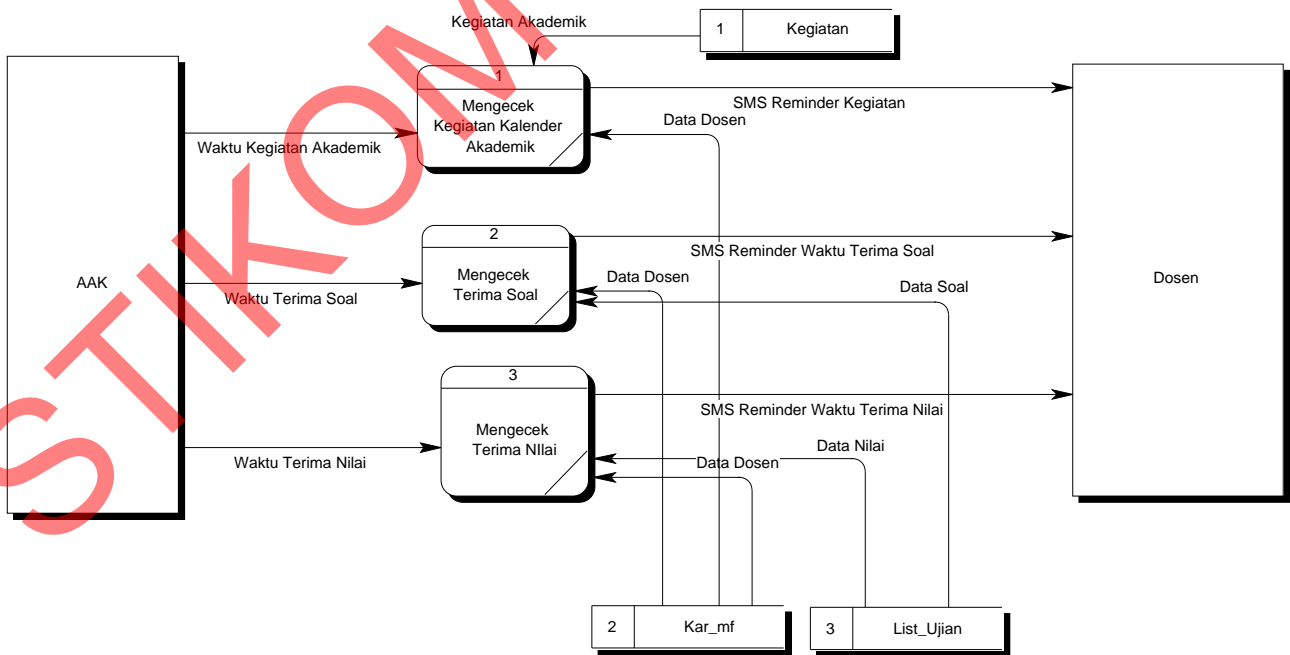 Kegiatan Akademik
1
Kegiatan
1
Mengecek
Kegiatan Kalender
Akademik
SMS Reminder Kegiatan
Data Dosen
Waktu Kegiatan Akademik
2
Mengecek
Terima Soal
SMS Reminder Waktu Terima Soal
Data Dosen
Data Soal
AAK
Waktu Terima Soal
Dosen
3
Mengecek
Terima NIlai
SMS Reminder Waktu Terima Nilai
Data Nilai
Data Dosen
Waktu Terima Nilai
2
Kar_mf
3
List_Ujian
STIKOM